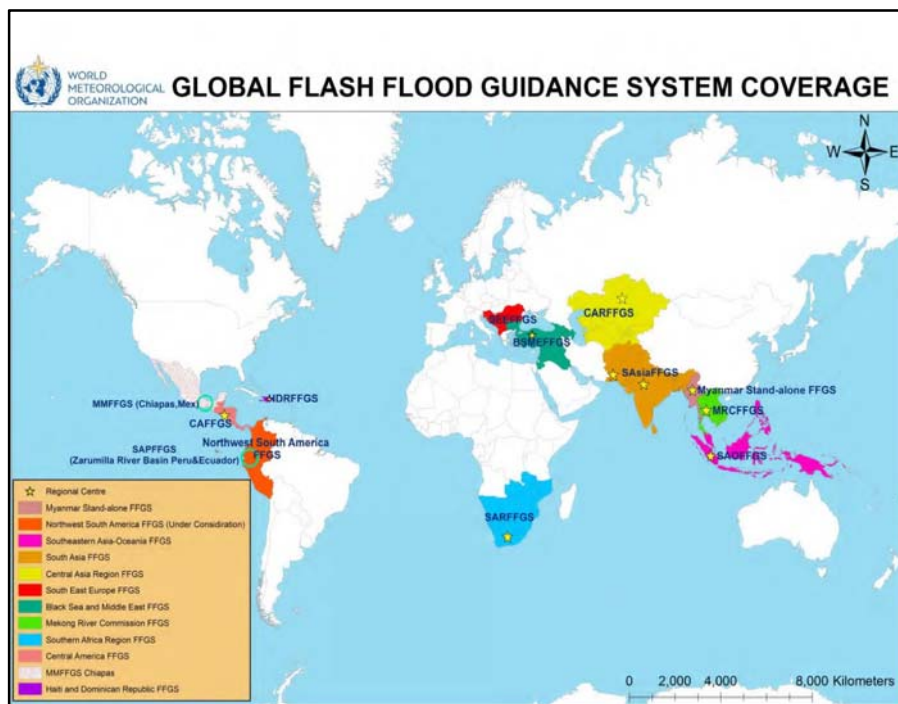 WORLD
METEOROLOGICAL
ORGANIZATION
GLOBAL FLASH FLOOD GUIDANCE SYSTEM COVERAGE
N
W E
S
CARFFGS
BSMEFFGS
SAsiaFFGS
Myanmar Stand-alone FFGS
MMFFGS (Chiapas,Mex)
HDRFFGS
MRCFFGS
CAFFGS
Northwest South America
FFGS
SAPFFGS
(Zarumilla River Basin Peru&Ecuador)
SAOFFGS
SARFFGS
Regional Centre
Myanmar Stand-alone FFGS
Northwest South America FFGS (Under Considiration)
Southeastern Asia-Oceania FFGS
South Asia FFGS
Central Asia Region FFGS
South East Europe FFGS
Black Sea and Middle East FFGS
Mekong River Commission FFGS
Southern Africa Region FFGS
Central America FFGS
MMFFGS Chiapas
Haiti and Dominican Republic FFGS
0 2,000 4,000 8,000 Kilometers